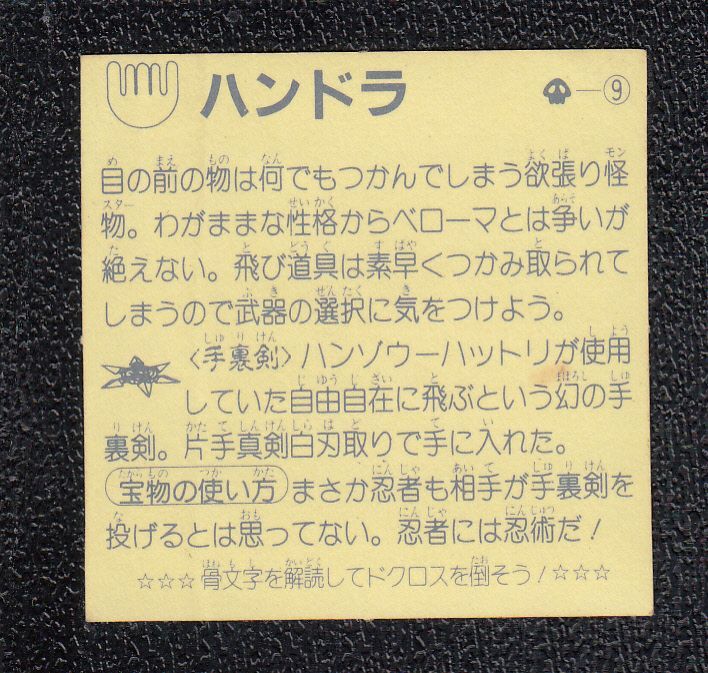 ハンドラ ー⑨
目の前の物は何でもつかんでしまう欲張り怪
物。わがままな性格からベローマとは争いが
絶えない。飛び道具は素早くつかみ取られて
しまうので武器の選択に気をつけよう。
〈手裏剣〉ハンゾウーハットリが使用
していた自由自在に飛ぶという幻の手
裏剣。片手真剣白刃取りで手に入れた。
宝物の使い方 まさか忍者も相手が手裏剣を
投げるとは思ってない。忍者には忍術だ！
☆☆☆骨文字を解読してドクロスを倒そう！☆☆☆